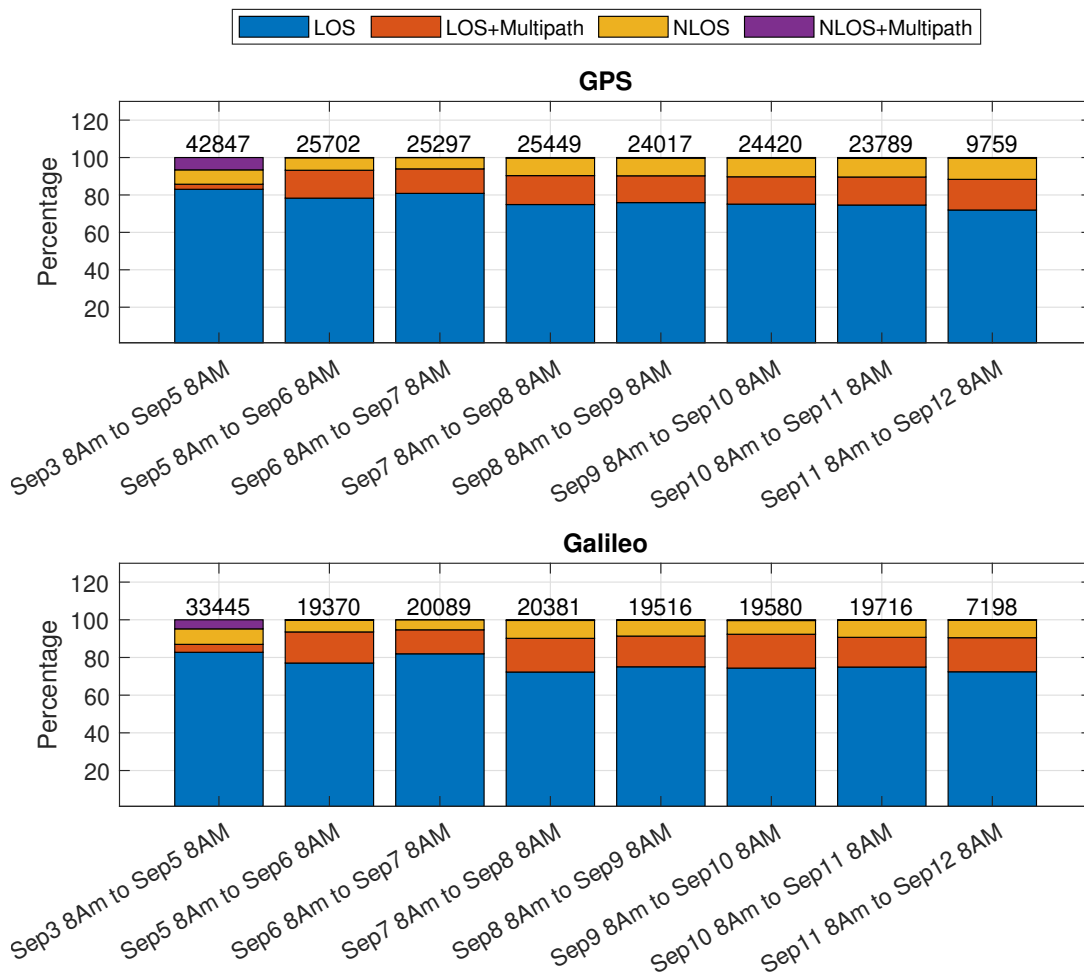 LOS LOS+Multipath NLOS NLOS+Multipath
GPS
120
100
80
60
40
20
Percentage
42847 25702 25297 25449 24017 24420 23789 9759
Sep3 8Am to Sep5 8AM
Sep5 8Am to Sep6 8AM
Sep6 8Am to Sep7 8AM
Sep7 8Am to Sep8 8AM
Sep8 8Am to Sep9 8AM
Sep9 8Am to Sep10 8AM
Sep10 8Am to Sep11 8AM
Sep11 8Am to Sep12 8AM
Galileo
120
100
80
60
40
20
Percentage
33445 19370 20089 20381 19516 19580 19716 7198
Sep3 8Am to Sep5 8AM
Sep5 8Am to Sep6 8AM
Sep6 8Am to Sep7 8AM
Sep7 8Am to Sep8 8AM
Sep8 8Am to Sep9 8AM
Sep9 8Am to Sep10 8AM
Sep10 8Am to Sep11 8AM
Sep11 8Am to Sep12 8AM